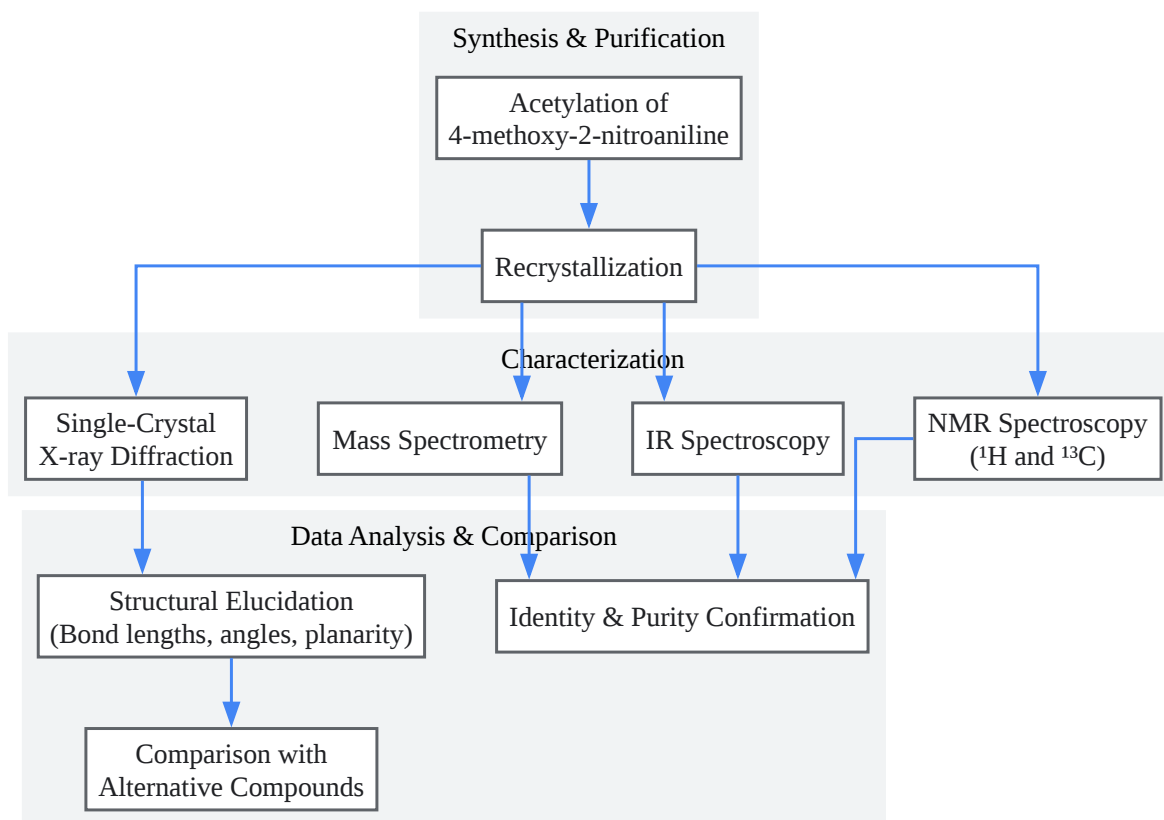 Synthesis & Purification
Acetylation of
4-methoxy-2-nitroaniline
Recrystallization
Characterization
Single-Crystal
X-ray Diffraction
Mass Spectrometry
IR Spectroscopy
NMR Spectroscopy
(¹H and ¹³C)
Data Analysis & Comparison
Structural Elucidation
(Bond lengths, angles, planarity)
Identity & Purity Confirmation
Comparison with
Alternative Compounds